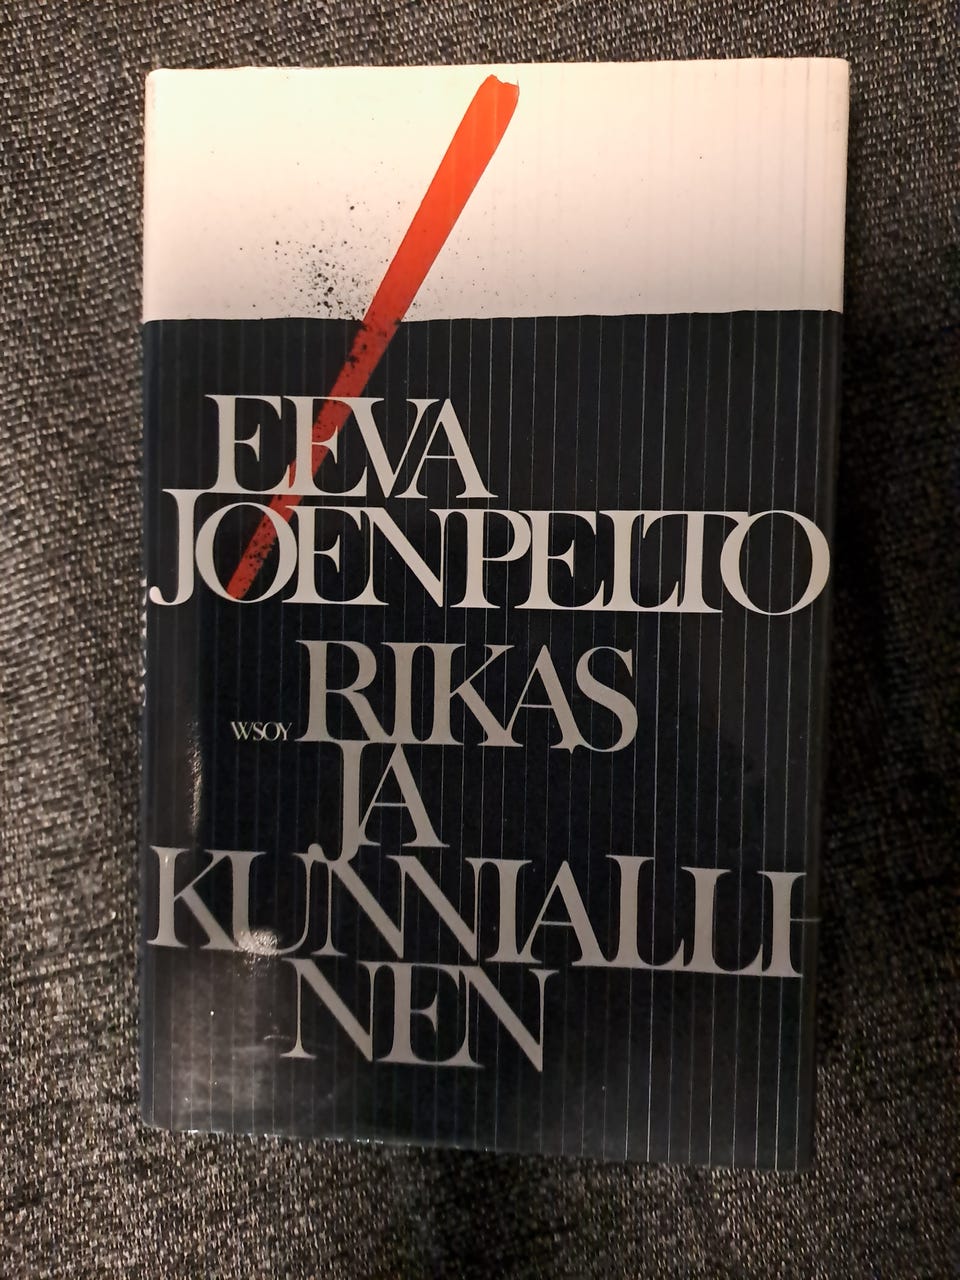 EEVA
JOENPELTO
RIKAS
WSOY
JA
KUNNIALLI-
NEN